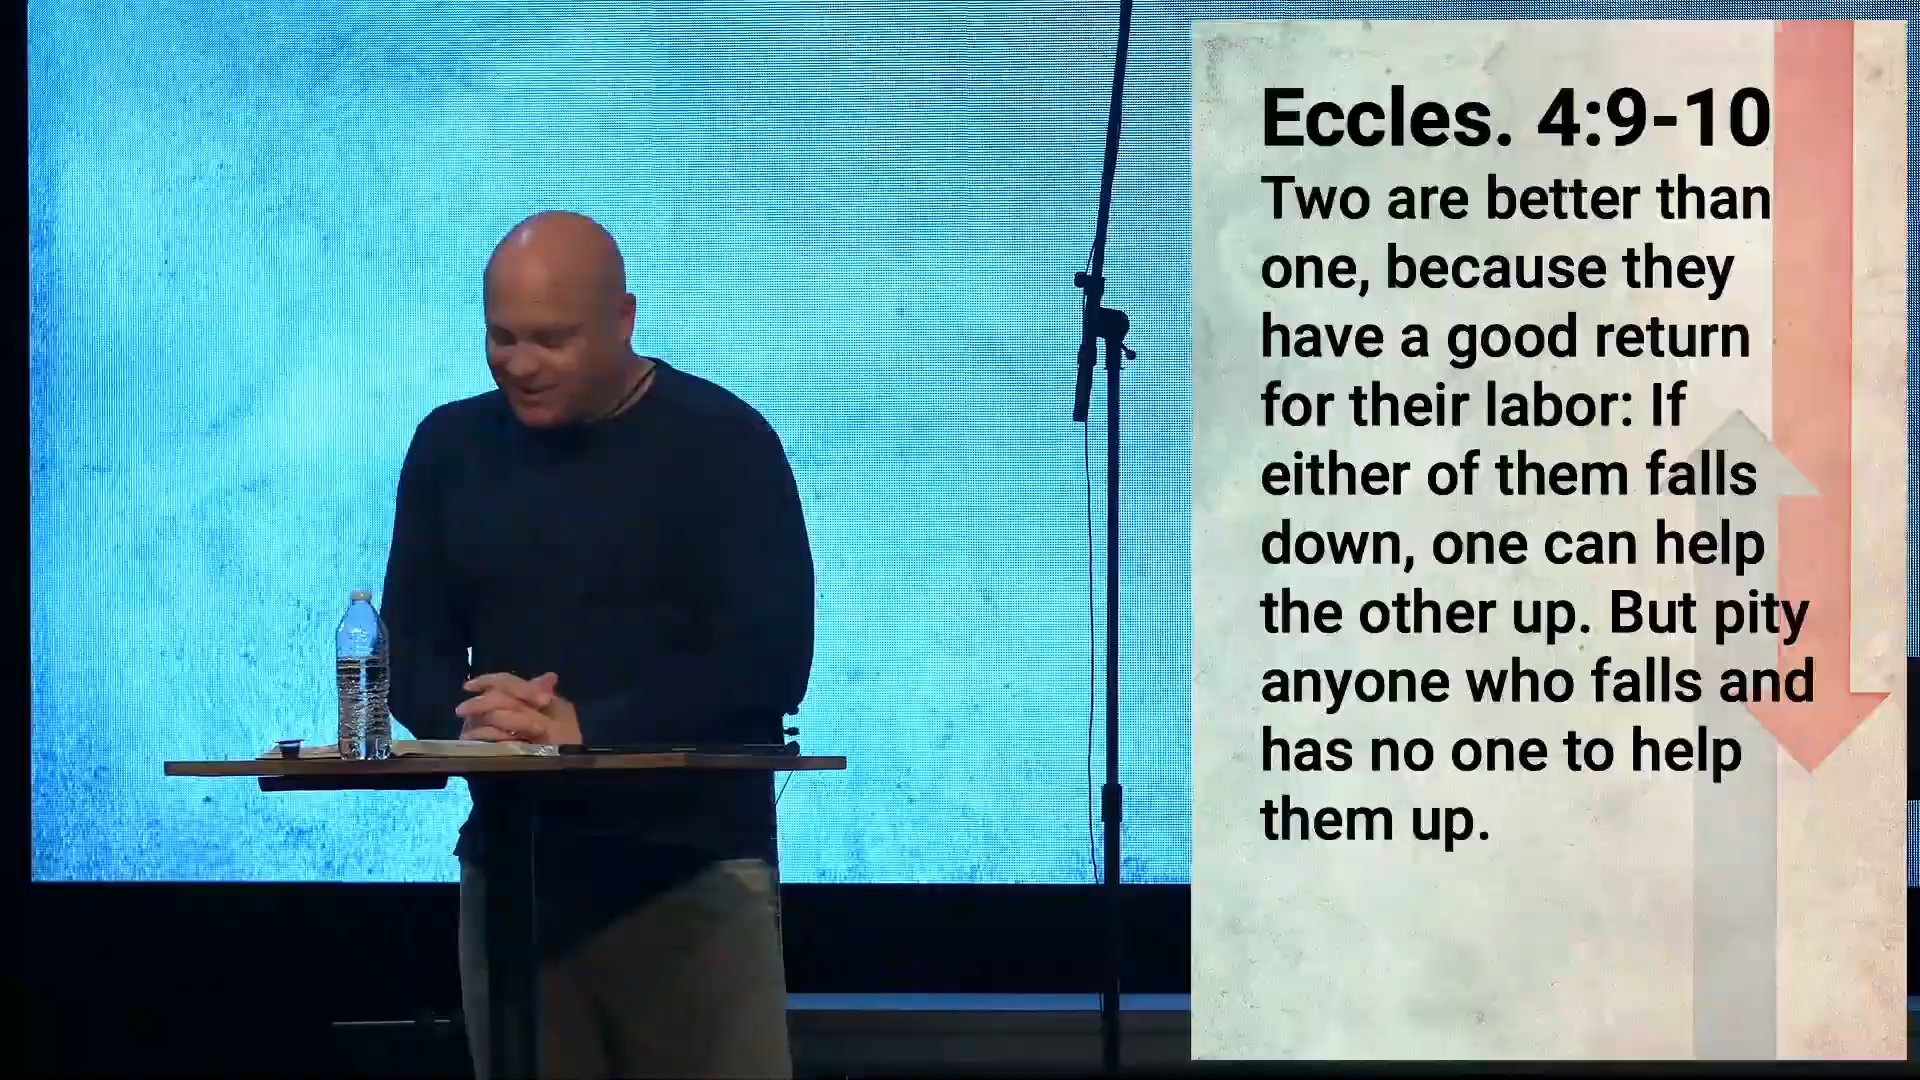 Eccles. 4:9-10
Two are better than
one, because they
have a good return
for their labor: If
either of them falls
down, one can help
the other up. But pity
anyone who falls and
has no one to help
them up.